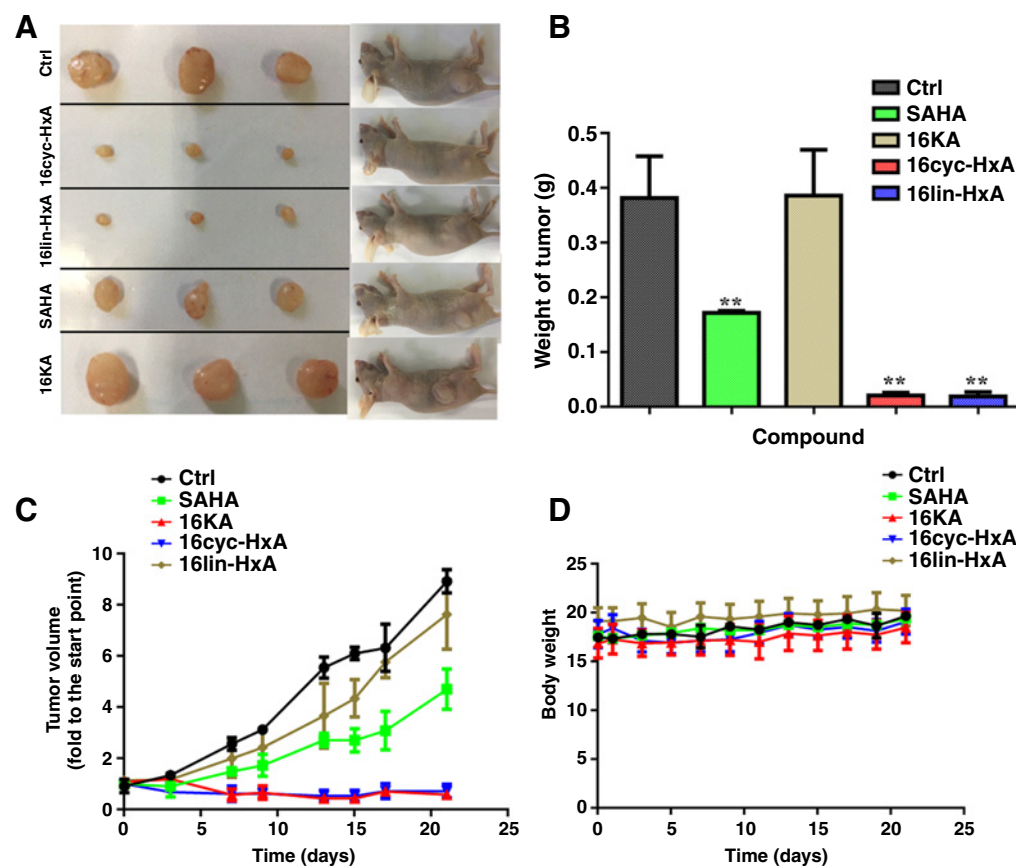 A
Ctrl
16cyc-HxA
16lin-HxA
SAHA
16KA
B
Ctrl
SAHA
16KA
16cyc-HxA
16lin-HxA
Weight of tumor (g)
0.5
0.4
0.3
0.2
0.1
0.0
**
**
**
Compound
C
Ctrl
SAHA
16KA
16cyc-HxA
16lin-HxA
Tumor volume
(fold to the start point)
10
8
6
4
2
0
0
5
10
15
20
25
Time (days)
D
Ctrl
SAHA
16KA
16cyc-HxA
16lin-HxA
Body weight
25
20
15
10
5
0
0
5
10
15
20
25
Time (days)